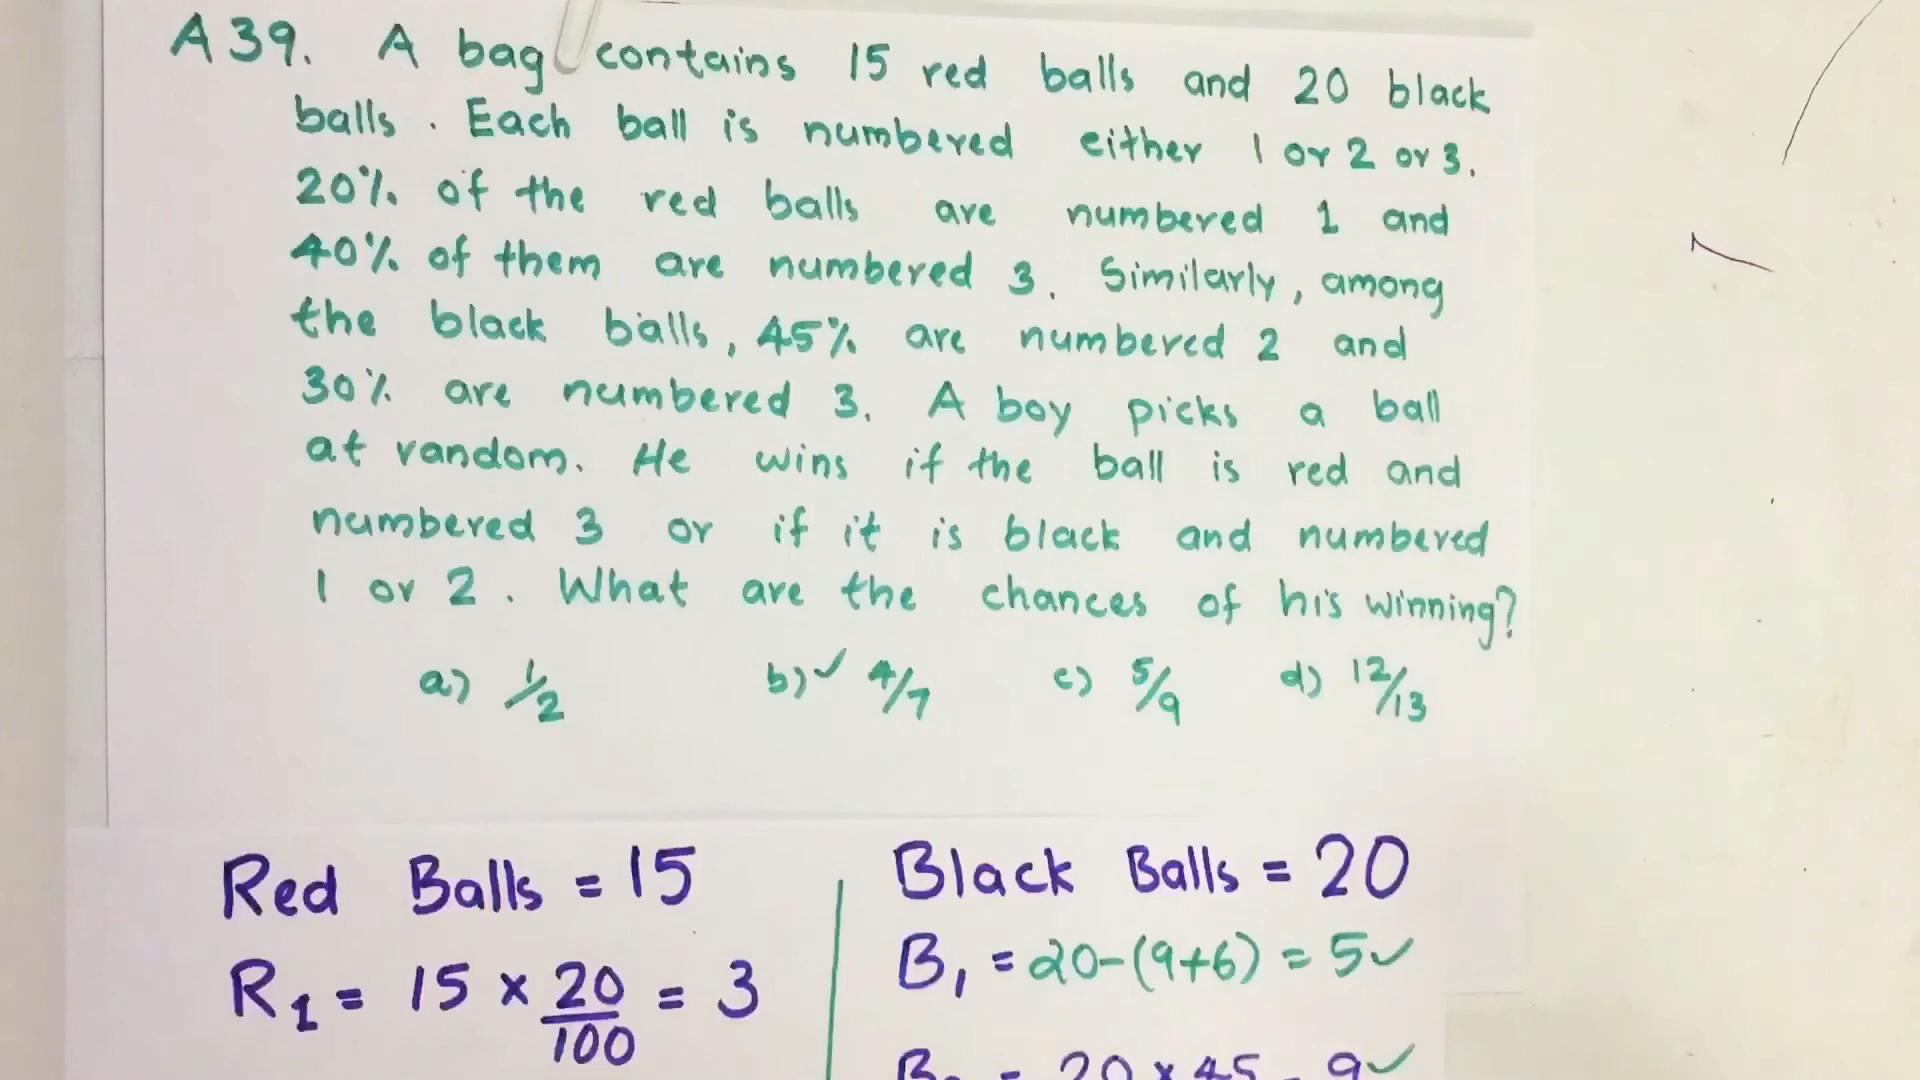 A39. A bag contains 15 red balls and 20 black
balls. Each ball is numbered either 1 or 2 or 3.
20% of the red balls are numbered 1 and
40% of them are numbered 3. Similarly, among
the black balls, 45% are numbered 2 and
30% are numbered 3. A boy picks a ball
at random. He wins if the ball is red and
numbered 3 or if it is black and numbered
1 or 2. What are the chances of his winning?
a) 1/2 b) ✓ 4/7 c) 5/9 d) 12/13
Red Balls = 15
R1 = 15 × 20/100 = 3
Black Balls = 20
B1 = 20-(9+6) = 5✓
20 × 45 9✓